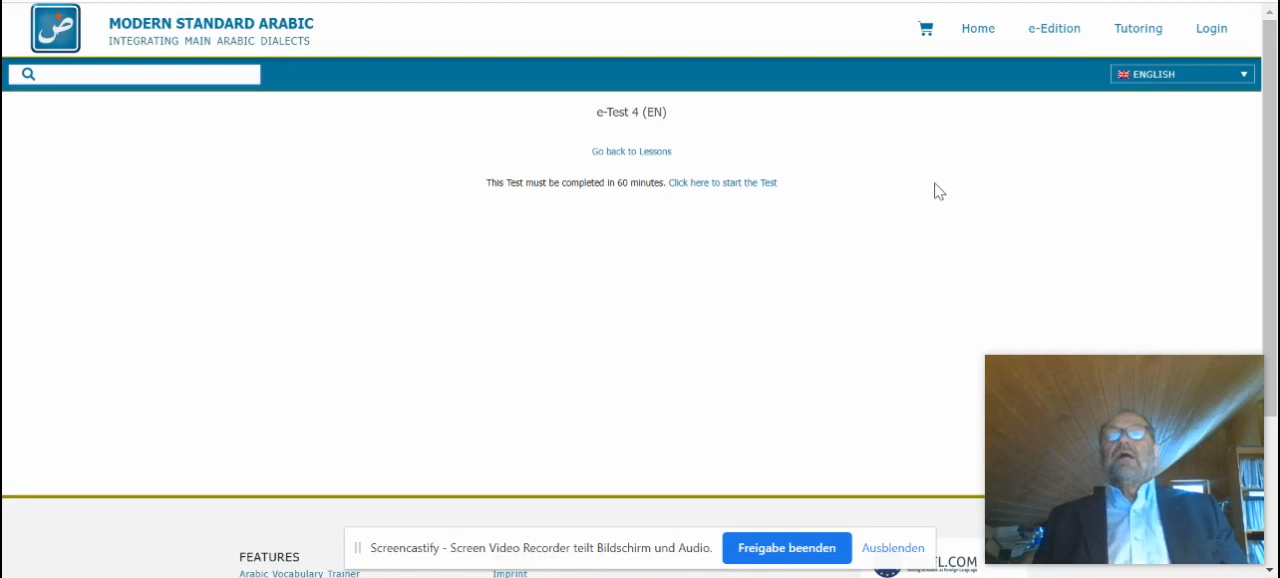 ض
MODERN STANDARD ARABIC
INTEGRATING MAIN ARABIC DIALECTS
Home e-Edition Tutoring Login
ENGLISH
e-Test 4 (EN)
Go back to Lessons
This Test must be completed in 60 minutes. Click here to start the Test
Screencastify - Screen Video Recorder teilt Bildschirm und Audio. Freigabe beenden Ausblenden
FEATURES
FL.COM
Arabic Vocabulary Trainer
Imprint